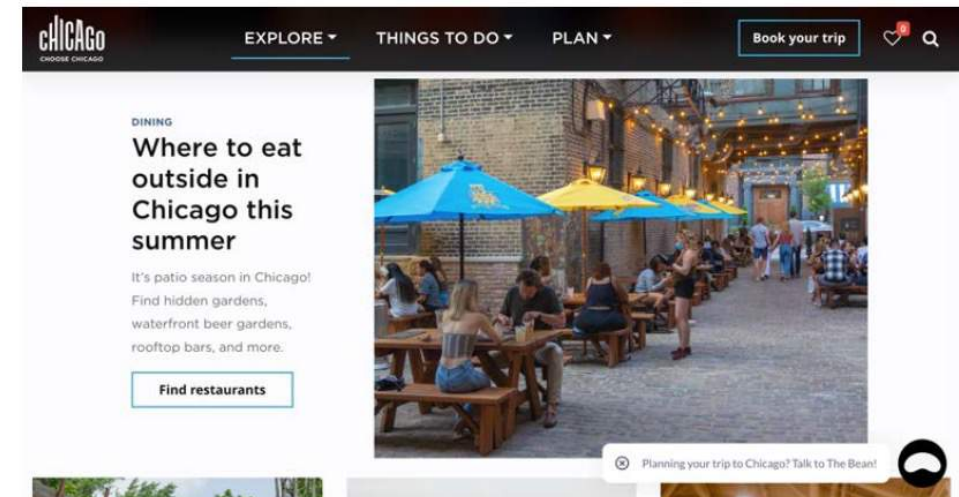 cHICAGO
CHOOSE CHICAGO
EXPLORE
THINGS TO DO
PLAN
Book your trip
0
DINING
Where to eat
outside in
Chicago this
summer
It's patio season in Chicago!
Find hidden gardens,
waterfront beer gardens,
rooftop bars, and more.
Find restaurants
Planning your trip to Chicago? Talk to The Bean!